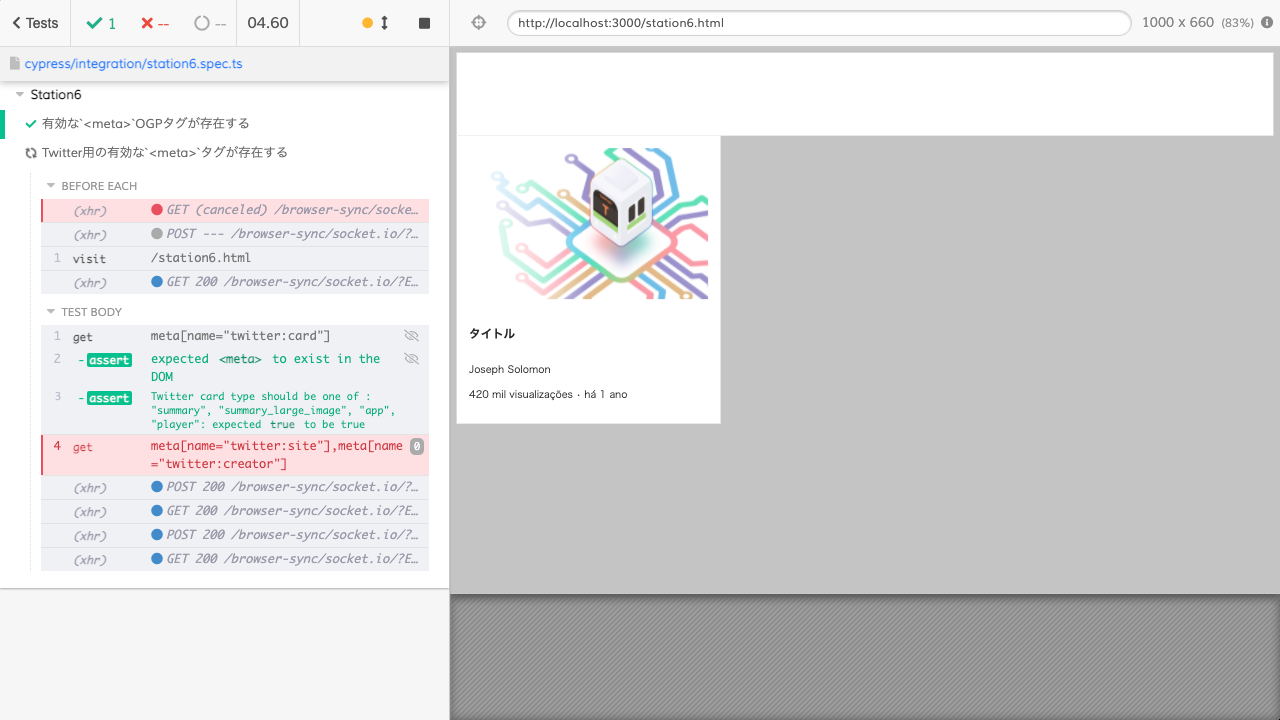 Tests
1
--
--
04.60
http://localhost:3000/station6.html
1000 x 660 (83%)
cypress/integration/station6.spec.ts
Station6
有効な`<meta>`OGPタグが存在する
Twitter用の有効な`<meta>`タグが存在する
BEFORE EACH
(xhr) GET (canceled) /browser-sync/socke…
(xhr) POST --- /browser-sync/socket.io/?…
1 visit /station6.html
(xhr) GET 200 /browser-sync/socket.io/?E…
TEST BODY
1 get meta[name="twitter:card"]
2 -assert expected <meta> to exist in the
DOM
3 -assert Twitter card type should be one of :
"summary", "summary_large_image", "app",
"player": expected true to be true
4 get meta[name="twitter:site"],meta[name 0
="twitter:creator"]
(xhr) POST 200 /browser-sync/socket.io/?…
(xhr) GET 200 /browser-sync/socket.io/?E…
(xhr) POST 200 /browser-sync/socket.io/?…
(xhr) GET 200 /browser-sync/socket.io/?E…
T
タイトル
Joseph Solomon
420 mil visualizações · há 1 ano